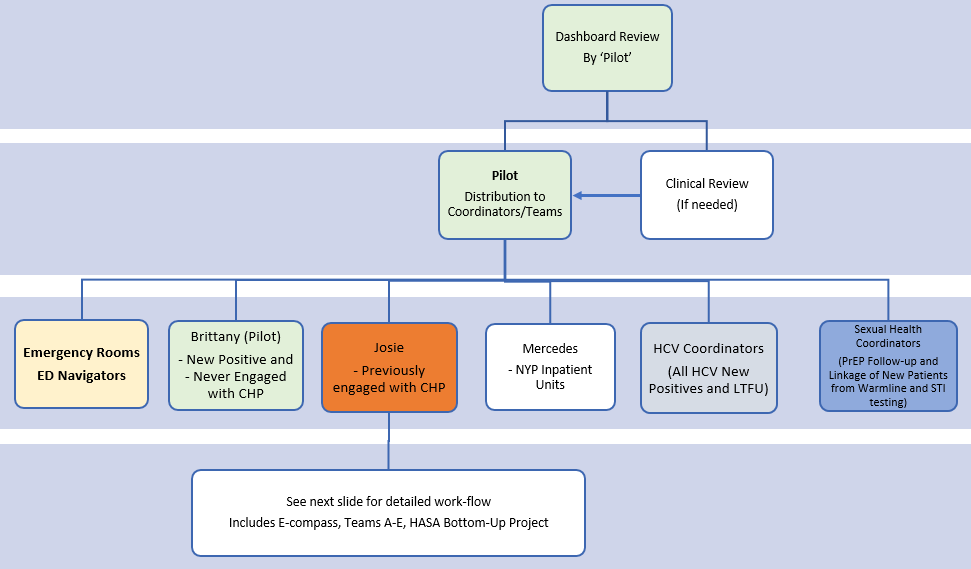 Dashboard Review
By ‘Pilot’
Pilot
Distribution to
Coordinators/Teams
Clinical Review
(If needed)
Emergency Rooms
ED Navigators
Brittany (Pilot)
- New Positive and
- Never Engaged
with CHP
Josie
- Previously
engaged with CHP
Mercedes
- NYP Inpatient
Units
HCV Coordinators
(All HCV New
Positives and LTFU)
Sexual Health
Coordinators
(PrEP Follow-up and
Linkage of New Patients
from Warmline and STI
testing)
See next slide for detailed work-flow
Includes E-compass, Teams A-E, HASA Bottom-Up Project